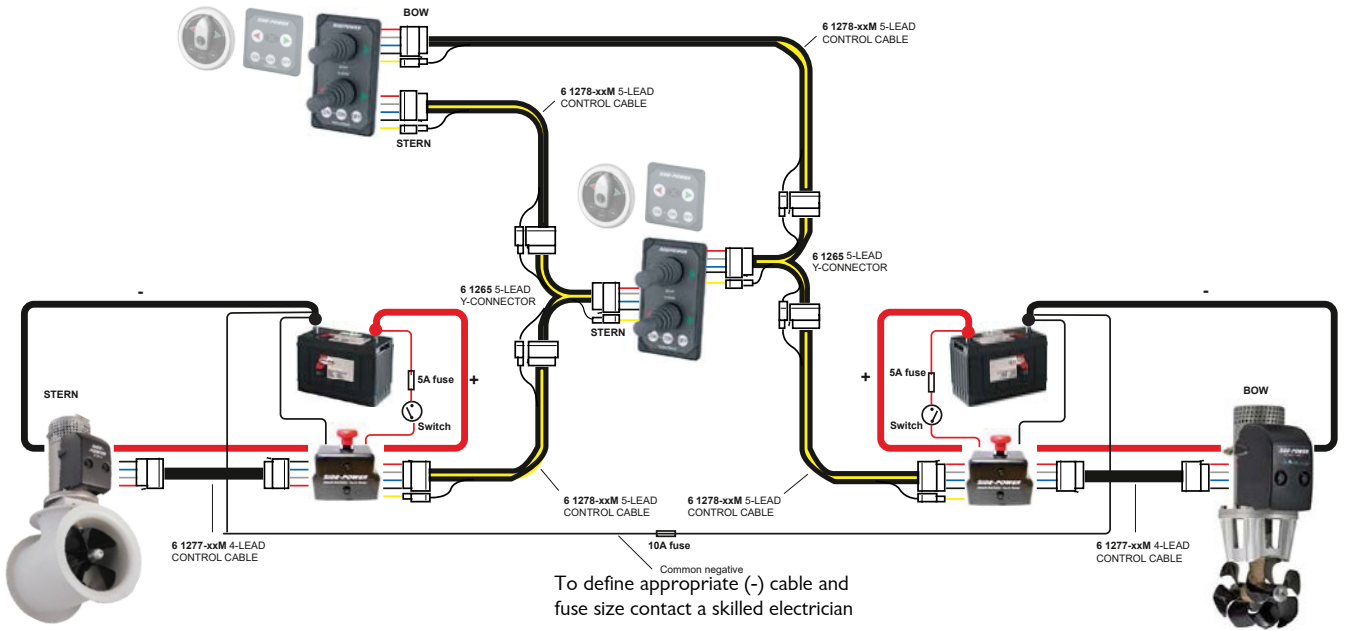 BOW
6 1278-xxM 5-LEAD
CONTROL CABLE
6 1278-xxM 5-LEAD
CONTROL CABLE
STERN
6 1265 5-LEAD
Y-CONNECTOR
6 1265 5-LEAD
Y-CONNECTOR
STERN
-
-
5A fuse
+
+
5A fuse
STERN
BOW
Switch
Switch
SIDE-POWER
SIDE-POWER
6 1278-xxM 5-LEAD
CONTROL CABLE
6 1278-xxM 5-LEAD
CONTROL CABLE
6 1277-xxM 4-LEAD
CONTROL CABLE
10A fuse
6 1277-xxM 4-LEAD
CONTROL CABLE
Common negative
To define appropriate (-) cable and
fuse size contact a skilled electrician